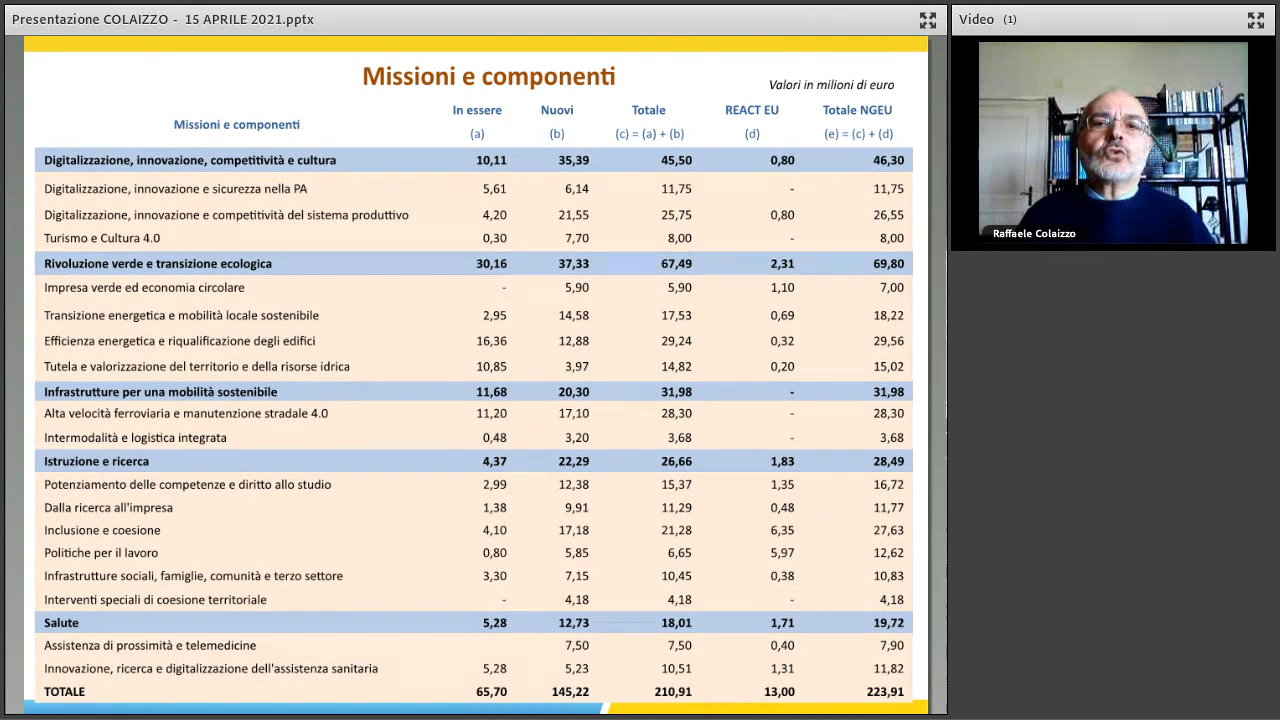 Presentazione COLAIZZO - 15 APRILE 2021.pptx
Video (1)
Raffaele Colaizzo
Missioni e componenti
Valori in milioni di euro
Missioni e componenti In essere Nuovi Totale REACT EU Totale NGEU
(a) (b) (c) = (a) + (b) (d) (e) = (c) + (d)
Digitalizzazione, innovazione, competitività e cultura 10,11 35,39 45,50 0,80 46,30
Digitalizzazione, innovazione e sicurezza nella PA 5,61 6,14 11,75 - 11,75
Digitalizzazione, innovazione e competitività del sistema produttivo 4,20 21,55 25,75 0,80 26,55
Turismo e Cultura 4.0 0,30 7,70 8,00 - 8,00
Rivoluzione verde e transizione ecologica 30,16 37,33 67,49 2,31 69,80
Impresa verde ed economia circolare - 5,90 5,90 1,10 7,00
Transizione energetica e mobilità locale sostenibile 2,95 14,58 17,53 0,69 18,22
Efficienza energetica e riqualificazione degli edifici 16,36 12,88 29,24 0,32 29,56
Tutela e valorizzazione del territorio e della risorse idrica 10,85 3,97 14,82 0,20 15,02
Infrastrutture per una mobilità sostenibile 11,68 20,30 31,98 - 31,98
Alta velocità ferroviaria e manutenzione stradale 4.0 11,20 17,10 28,30 - 28,30
Intermodalità e logistica integrata 0,48 3,20 3,68 - 3,68
Istruzione e ricerca 4,37 22,29 26,66 1,83 28,49
Potenziamento delle competenze e diritto allo studio 2,99 12,38 15,37 1,35 16,72
Dalla ricerca all'impresa 1,38 9,91 11,29 0,48 11,77
Inclusione e coesione 4,10 17,18 21,28 6,35 27,63
Politiche per il lavoro 0,80 5,85 6,65 5,97 12,62
Infrastrutture sociali, famiglie, comunità e terzo settore 3,30 7,15 10,45 0,38 10,83
Interventi speciali di coesione territoriale - 4,18 4,18 - 4,18
Salute 5,28 12,73 18,01 1,71 19,72
Assistenza di prossimità e telemedicine 7,50 7,50 0,40 7,90
Innovazione, ricerca e digitalizzazione dell'assistenza sanitaria 5,28 5,23 10,51 1,31 11,82
TOTALE 65,70 145,22 210,91 13,00 223,91